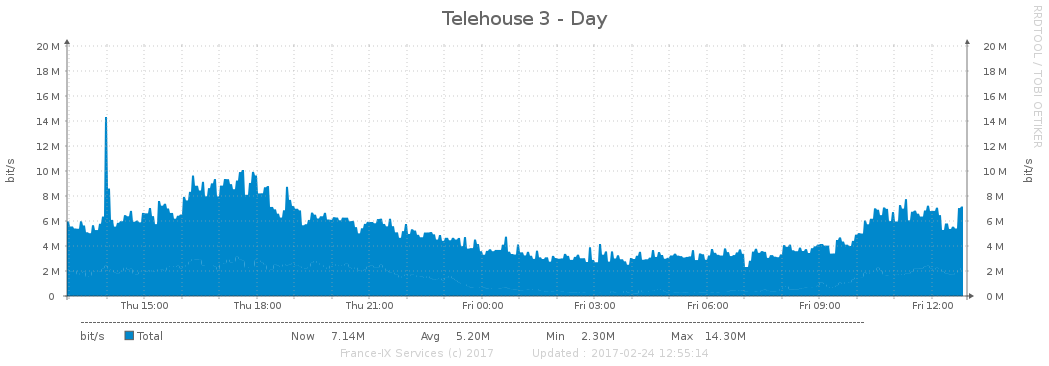 Telehouse 3 - Day
RRDTOOL / TOBI OETIKER
bit/s
bit/s
20 M 20 M
18 M 18 M
16 M 16 M
14 M 14 M
12 M 12 M
10 M 10 M
8 M 8 M
6 M 6 M
4 M 4 M
2 M 2 M
0 0 M
Thu 15:00 Thu 18:00 Thu 21:00 Fri 00:00 Fri 03:00 Fri 06:00 Fri 09:00 Fri 12:00
bit/s Total Now 7.14M Avg 5.20M Min 2.30M Max 14.30M
France-IX Services (c) 2017 Updated : 2017-02-24 12:55:14